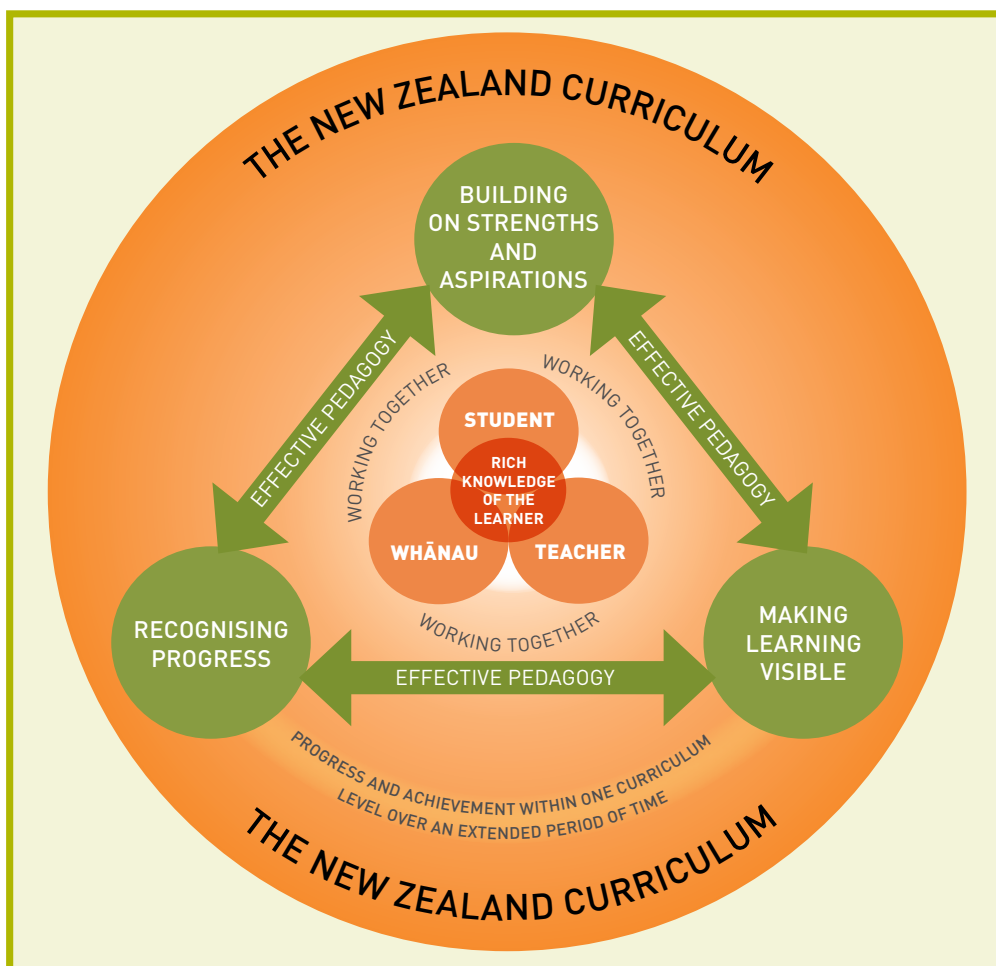 THE NEW ZEALAND CURRICULUM
BUILDING
ON STRENGTHS
AND
ASPIRATIONS
EFFECTIVE PEDAGOGY
EFFECTIVE PEDAGOGY
WORKING TOGETHER
WORKING TOGETHER
STUDENT
RICH
KNOWLEDGE
OF THE
LEARNER
WHĀNAU
TEACHER
WORKING TOGETHER
RECOGNISING
PROGRESS
MAKING
LEARNING
VISIBLE
EFFECTIVE PEDAGOGY
PROGRESS AND ACHIEVEMENT WITHIN ONE CURRICULUM
LEVEL OVER AN EXTENDED PERIOD OF TIME
THE NEW ZEALAND CURRICULUM